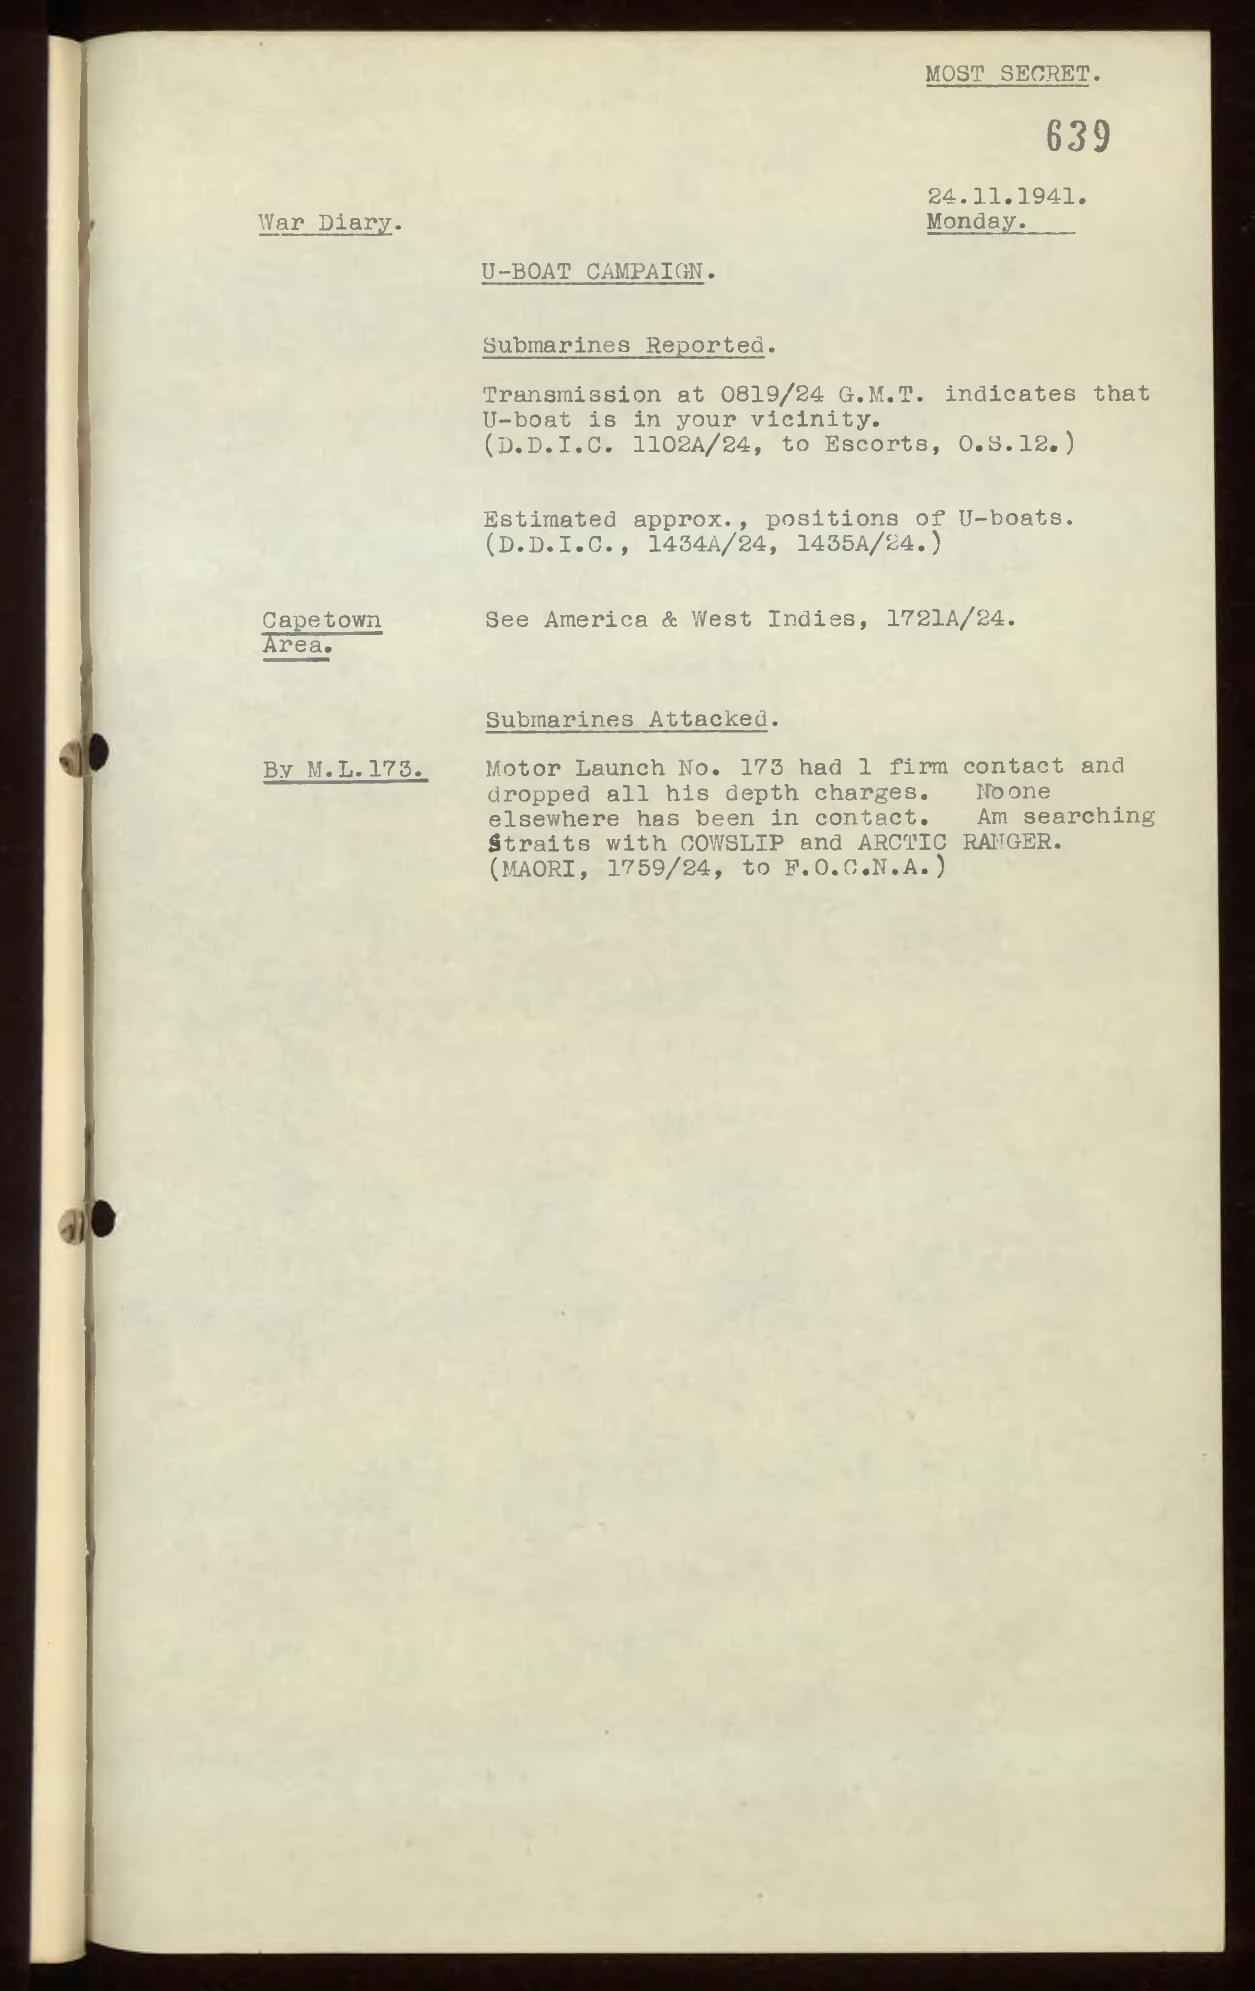 MOST SECRET.
639
24.11.1941.
War Diary.
Monday.
U-BOAT CAMPAIGN.
Submarines Reported.
Transmission at 0819/24 G.M.T. indicates that
U-boat is in your vicinity.
(D.D.I.C. 1102A/24, to Escorts, O.S.12.)
Estimated approx., positions of U-boats.
(D.D.I.C., 1434A/24, 1435A/24.)
Capetown
Area.
See America & West Indies, 1721A/24.
Submarines Attacked.
By M.L.173.
Motor Launch No. 173 had 1 firm contact and
dropped all his depth charges. No one
elsewhere has been in contact. Am searching
Straits with COWSLIP and ARCTIC RANGER.
(MAORI, 1759/24, to F.O.C.N.A.)